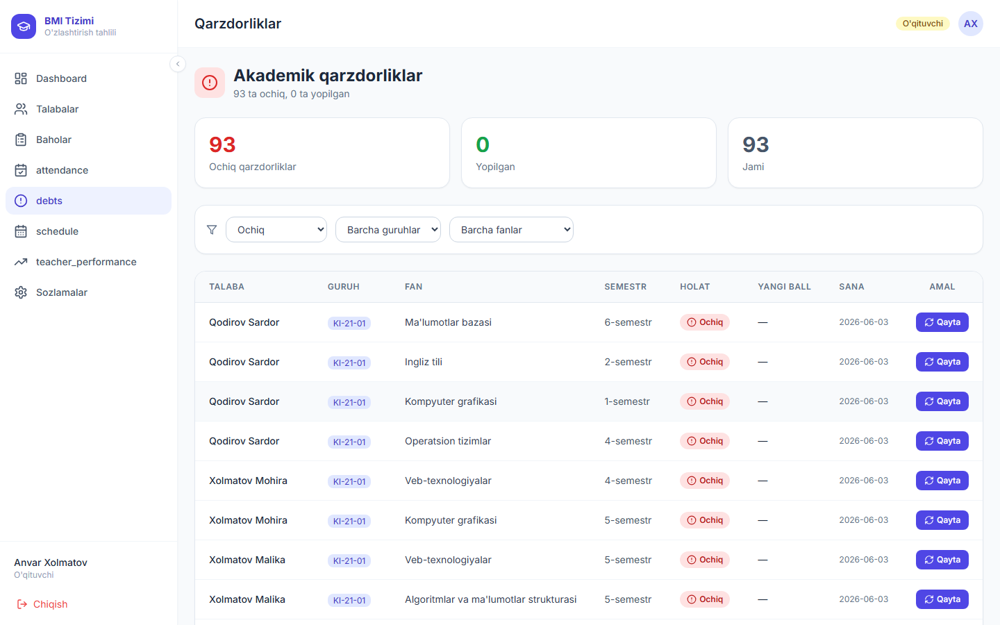 BMI Tizimi
O'zlashtirish tahlili
Dashboard
Talabalar
Baholar
attendance
debts
schedule
teacher_performance
Sozlamalar
Anvar Xolmatov
O'qituvchi
Chiqish
Qarzdorliklar
O'qituvchi
AX
Akademik qarzdorliklar
93 ta ochiq, 0 ta yopilgan
93
Ochiq qarzdorliklar
0
Yopilgan
93
Jami
Ochiq
Barcha guruhlar
Barcha fanlar
TALABA GURUH FAN SEMESTR HOLAT YANGI BALL SANA AMAL
Qodirov Sardor KI-21-01 Ma'lumotlar bazasi 6-semestr Ochiq — 2026-06-03 Qayta
Qodirov Sardor KI-21-01 Ingliz tili 2-semestr Ochiq — 2026-06-03 Qayta
Qodirov Sardor KI-21-01 Kompyuter grafikasi 1-semestr Ochiq — 2026-06-03 Qayta
Qodirov Sardor KI-21-01 Operatsion tizimlar 4-semestr Ochiq — 2026-06-03 Qayta
Xolmatov Mohira KI-21-01 Veb-texnologiyalar 4-semestr Ochiq — 2026-06-03 Qayta
Xolmatov Mohira KI-21-01 Kompyuter grafikasi 5-semestr Ochiq — 2026-06-03 Qayta
Xolmatov Malika KI-21-01 Veb-texnologiyalar 5-semestr Ochiq — 2026-06-03 Qayta
Xolmatov Malika KI-21-01 Algoritmlar va ma'lumotlar strukturasi 5-semestr Ochiq — 2026-06-03 Qayta